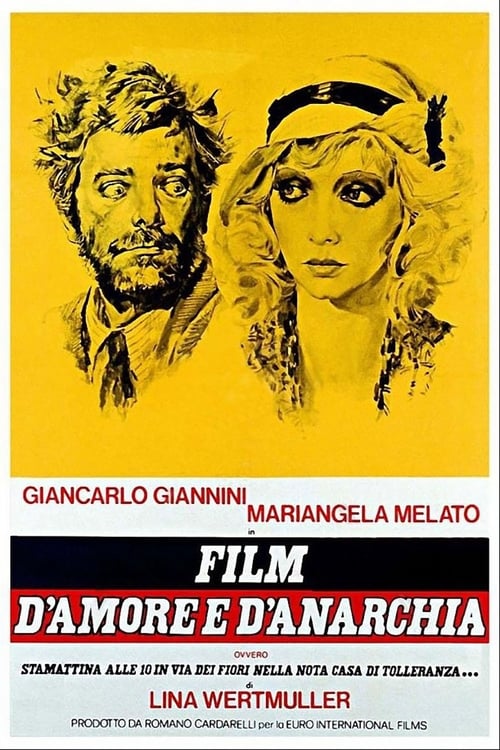 GIANCARLO GIANNINI
MARIANGELA MELATO
in
FILM
D'AMORE E D'ANARCHIA
OVVERO
STAMATTINA ALLE 10 IN VIA DEI FIORI NELLA NOTA CASA DI TOLLERANZA...
di
LINA WERTMULLER
PRODOTTO DA ROMANO CARDARELLI per la EURO INTERNATIONAL FILMS